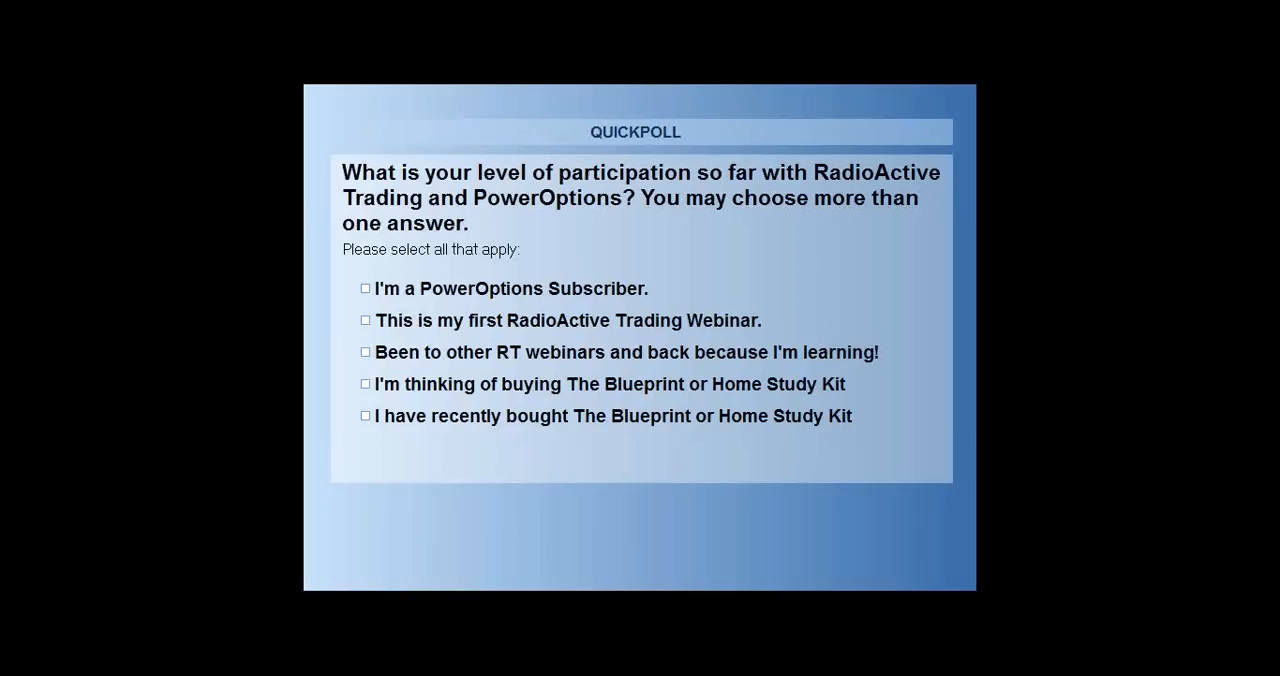 QUICKPOLL
What is your level of participation so far with RadioActive
Trading and PowerOptions? You may choose more than
one answer.
Please select all that apply:
I'm a PowerOptions Subscriber.
This is my first RadioActive Trading Webinar.
Been to other RT webinars and back because I'm learning!
I'm thinking of buying The Blueprint or Home Study Kit
I have recently bought The Blueprint or Home Study Kit